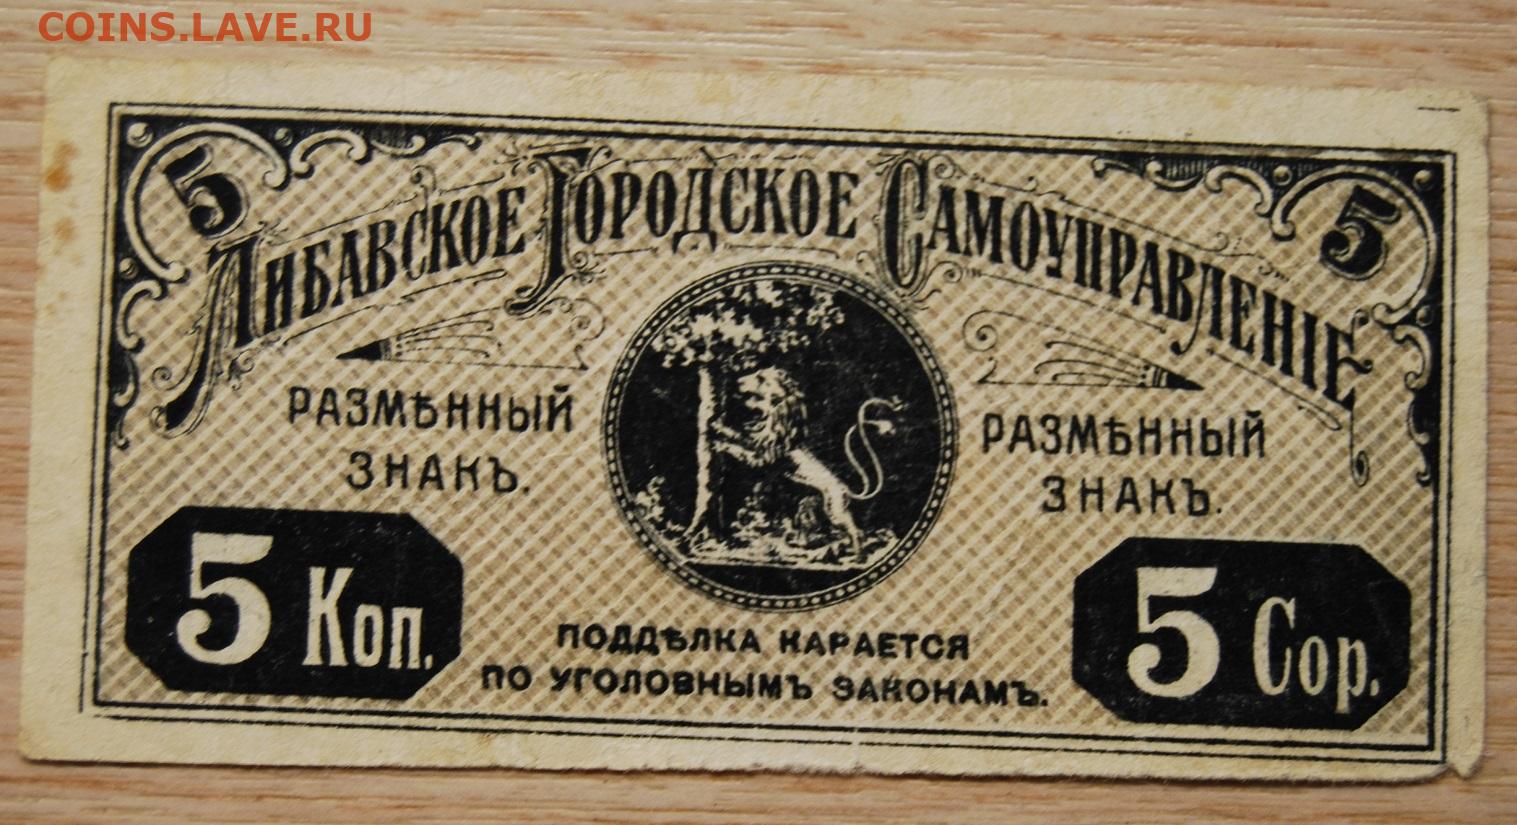 COINS.LAVE.RU
5 5
Либавское Городское Самоуправленіе
РАЗМѢННЫЙ
ЗНАКЪ.
РАЗМѢННЫЙ
ЗНАКЪ.
5 Коп.
ПОДДѢЛКА КАРАЕТСЯ
ПО УГОЛОВНЫМЪ ЗАКОНАМЪ.
5 Cop.